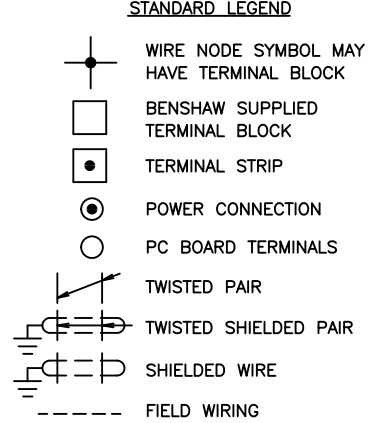 STANDARD LEGEND
WIRE NODE SYMBOL MAY
HAVE TERMINAL BLOCK
BENSHAW SUPPLIED
TERMINAL BLOCK
TERMINAL STRIP
POWER CONNECTION
PC BOARD TERMINALS
TWISTED PAIR
TWISTED SHIELDED PAIR
SHIELDED WIRE
FIELD WIRING